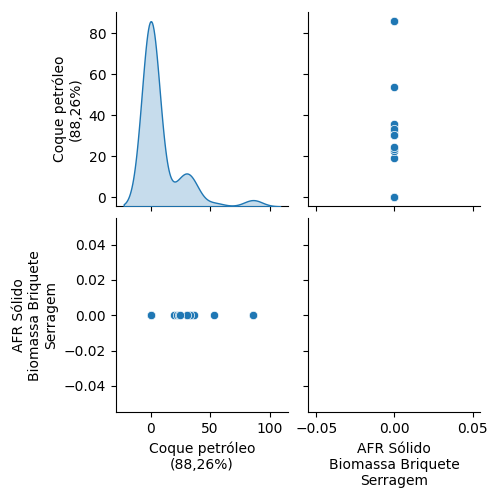 Coque petróleo
(88,26%)
80
60
40
20
0
AFR Sólido
Biomassa Briquete
Serragem
0.04
0.02
0.00
−0.02
−0.04
0
50
100
Coque petróleo
(88,26%)
−0.05
0.00
0.05
AFR Sólido
Biomassa Briquete
Serragem